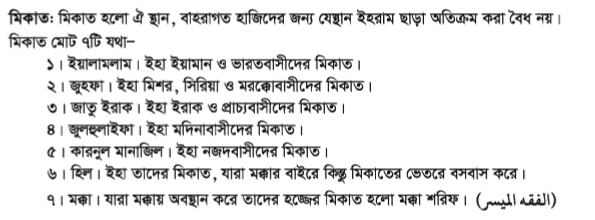 মিকাত: মিকাত হলো ঐ স্থান, বাহরাগত হাজিদের জন্য যেস্থান ইহরাম ছাড়া অতিক্রম করা বৈধ নয়।
মিকাত মোট ৭টি যথা–
১। ইয়ালামলাম। ইহা ইয়ামান ও ভারতবাসীদের মিকাত।
২। জুহফা। ইহা মিশর, সিরিয়া ও মরক্কোবাসীদের মিকাত।
৩। জাতু ইরাক। ইহা ইরাক ও প্রাচ্যবাসীদের মিকাত।
৪। জুলহুলাইফা। ইহা মদিনাবাসীদের মিকাত।
৫। কারনুল মানাজিল। ইহা নজদবাসীদের মিকাত।
৬। হিল। ইহা তাদের মিকাত, যারা মক্কার বাইরে কিন্তু মিকাতের ভেতরে বসবাস করে।
৭। মক্কা। যারা মক্কায় অবস্থান করে তাদের হজ্জের মিকাত হলো মক্কা শরিফ। (الفقه الميسر)